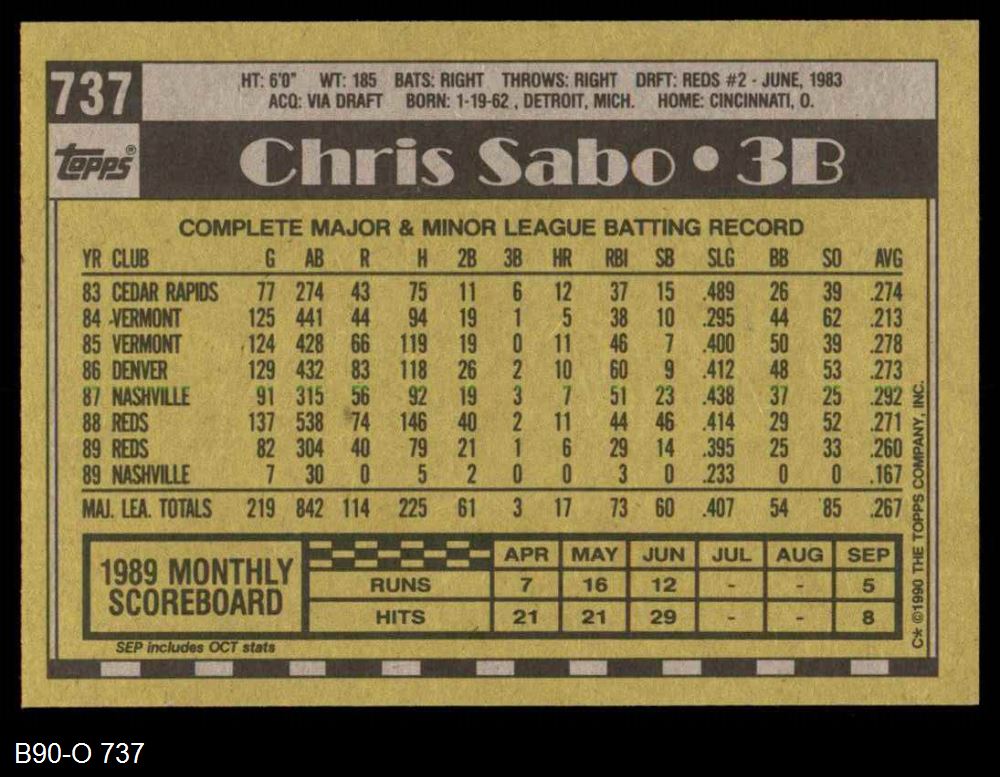 737
HT: 6'0" WT: 185 BATS: RIGHT THROWS: RIGHT DRFT: REDS #2 - JUNE, 1983
ACQ: VIA DRAFT BORN: 1-19-62 , DETROIT, MICH. HOME: CINCINNATI, O.
topps®
Chris Sabo • 3B
COMPLETE MAJOR & MINOR LEAGUE BATTING RECORD
YR CLUB G AB R H 2B 3B HR RBI SB SLG BB SO AVG
83 CEDAR RAPIDS 77 274 43 75 11 6 12 37 15 .489 26 39 .274
84 VERMONT 125 441 44 94 19 1 5 38 10 .295 44 62 .213
85 VERMONT 124 428 66 119 19 0 11 46 7 .400 50 39 .278
86 DENVER 129 432 83 118 26 2 10 60 9 .412 48 53 .273
87 NASHVILLE 91 315 56 92 19 3 7 51 23 .438 37 25 .292
88 REDS 137 538 74 146 40 2 11 44 46 .414 29 52 .271
89 REDS 82 304 40 79 21 1 6 29 14 .395 25 33 .260
89 NASHVILLE 7 30 0 5 2 0 0 3 0 .233 0 0 .167
MAJ. LEA. TOTALS 219 842 114 225 61 3 17 73 60 .407 54 85 .267
1989 MONTHLY SCOREBOARD
APR MAY JUN JUL AUG SEP
RUNS 7 16 12 - - 5
HITS 21 21 29 - - 8
SEP includes OCT stats
C* ©1990 THE TOPPS COMPANY, INC.
B90-O 737